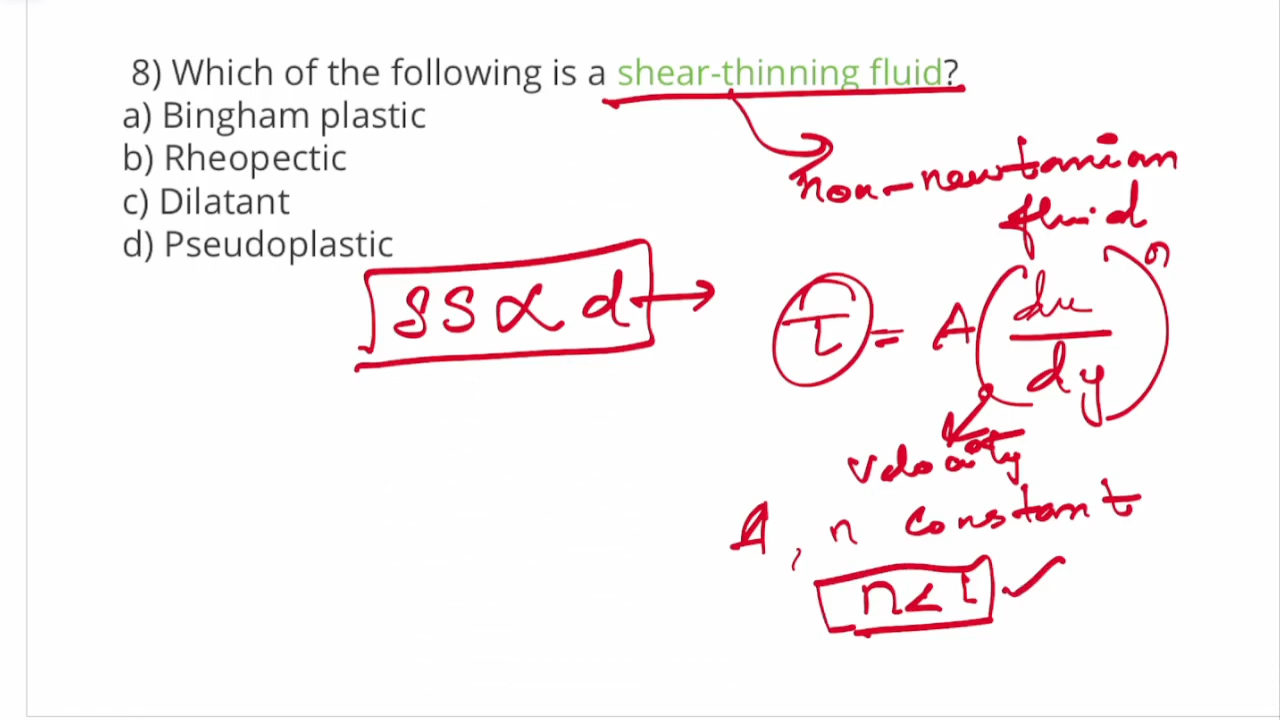 8) Which of the following is a shear-thinning fluid?
a) Bingham plastic
b) Rheopectic
c) Dilatant
d) Pseudoplastic
non-newtonian
fluid
SS ∝ d →
τ = A (du/dy)^n
velocity
A, n constant
n<1 ✓